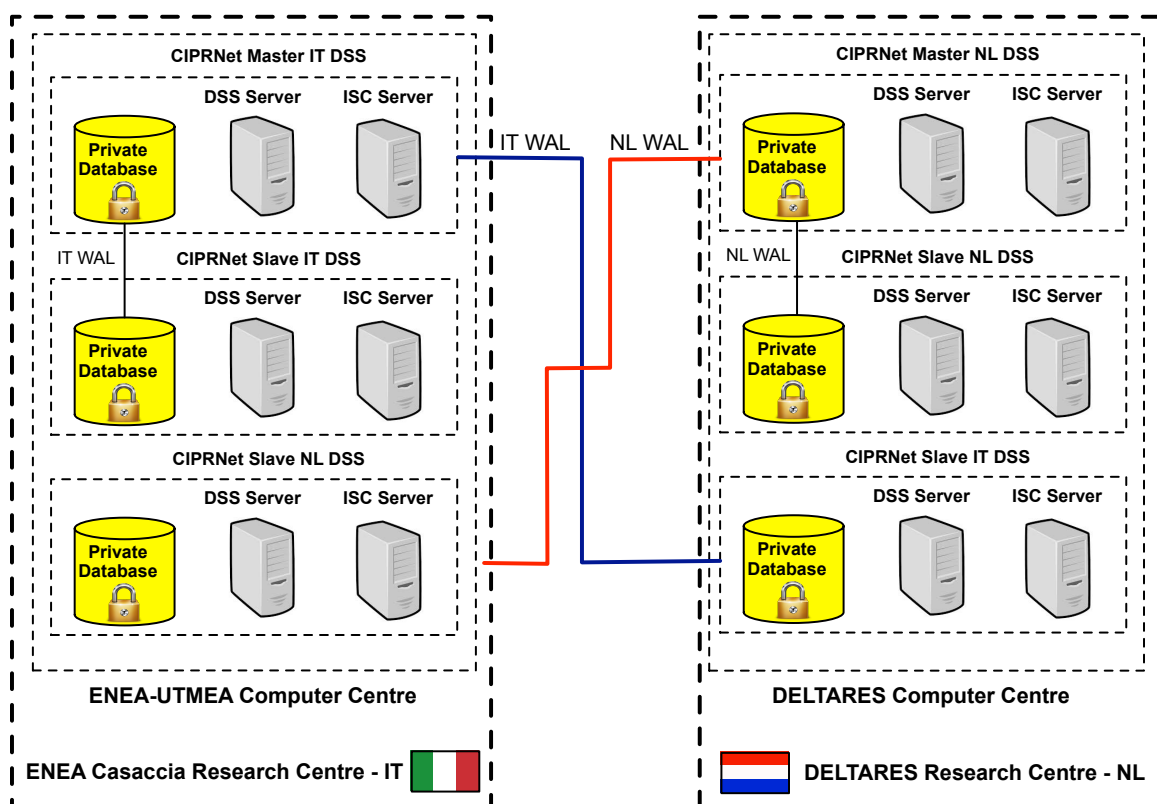 CIPRNet Master IT DSS
DSS Server
ISC Server
Private
Database
IT WAL
CIPRNet Slave IT DSS
DSS Server
ISC Server
Private
Database
CIPRNet Slave NL DSS
DSS Server
ISC Server
Private
Database
ENEA-UTMEA Computer Centre
ENEA Casaccia Research Centre - IT
IT WAL
NL WAL
CIPRNet Master NL DSS
DSS Server
ISC Server
Private
Database
NL WAL
CIPRNet Slave NL DSS
DSS Server
ISC Server
Private
Database
CIPRNet Slave IT DSS
DSS Server
ISC Server
Private
Database
DELTARES Computer Centre
DELTARES Research Centre - NL